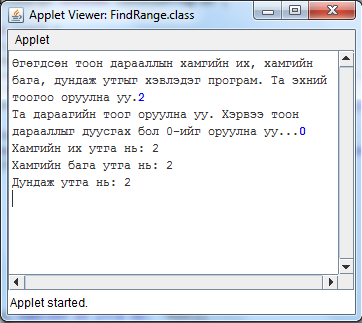 Applet Viewer: FindRange.class
Applet
Өгөгдсөн тоон дарааллын хамгийн их, хамгийн
бага, дундаж утгыг хэвлэдэг програм. Та эхний
тоогоо оруулна уу.2
Та дараагийн тоог оруулна уу. Хэрвээ тоон
дарааллыг дуусгах бол 0-ийг оруулна уу...0
Хамгийн их утга нь: 2
Хамгийн бага утга нь: 2
Дундаж утга нь: 2
Applet started.